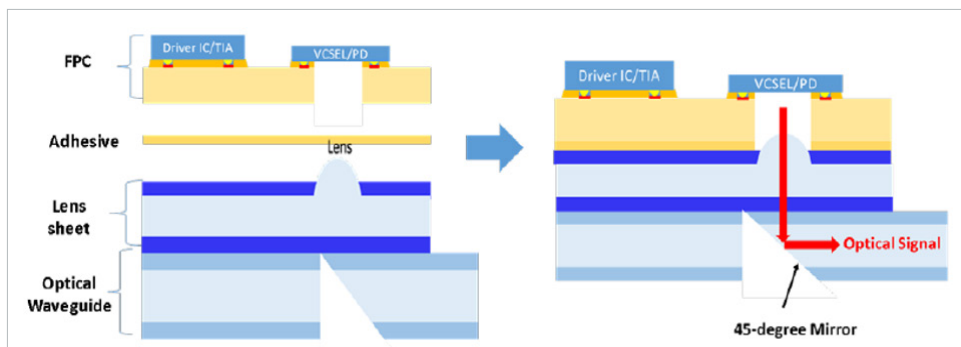 Driver IC/TIA
VCSEL/PD
FPC
Adhesive
Lens
Lens
sheet
Optical
Waveguide
Driver IC/TIA
VCSEL/PD
Optical Signal
45-degree Mirror